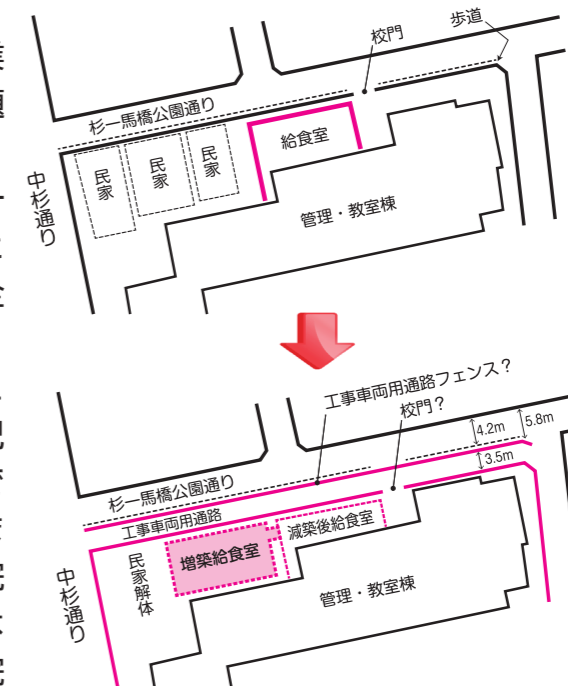 歩道
校門
杉一馬橋公園通り
給食室
民家
民家
民家
中杉通り
管理・教室棟
工事車両用通路フェンス？
校門？
4.2m
5.8m
3.5m
杉一馬橋公園通り
工事車両用通路
減築後給食室
増築給食室
民家解体
中杉通り
管理・教室棟